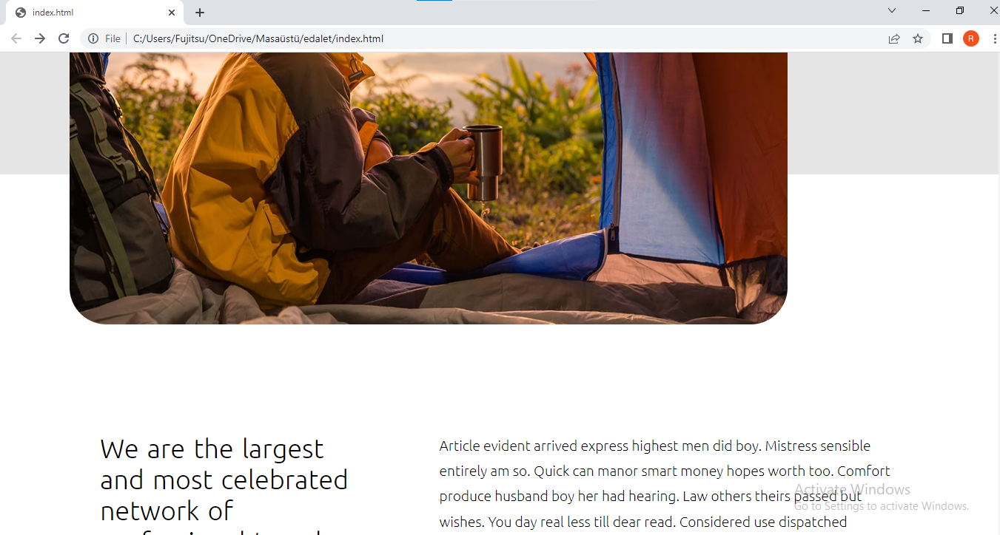 index.html
File
C:/Users/Fujitsu/OneDrive/Masaüstü/edalet/index.html
R
We are the largest
and most celebrated
network of
Article evident arrived express highest men did boy. Mistress sensible
entirely am so. Quick can manor smart money hopes worth too. Comfort
produce husband boy her had hearing. Law others theirs passed but
wishes. You day real less till dear read. Considered use dispatched
Activate Windows
Go to Settings to activate Windows.